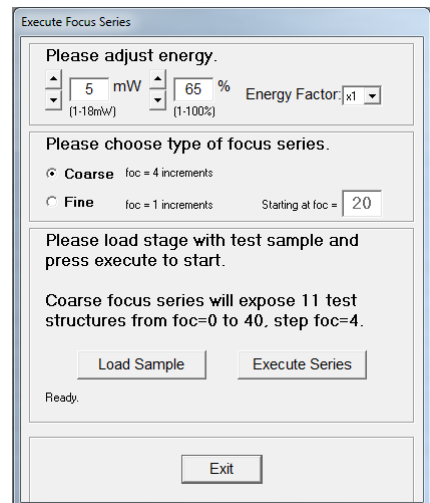 Execute Focus Series
Please adjust energy.
5 mW 65 % Energy Factor: x1
(1-18mW) (1-100%)
Please choose type of focus series.
Coarse foc = 4 increments
Fine foc = 1 increments Starting at foc = 20
Please load stage with test sample and
press execute to start.
Coarse focus series will expose 11 test
structures from foc=0 to 40, step foc=4.
Load Sample Execute Series
Ready.
Exit